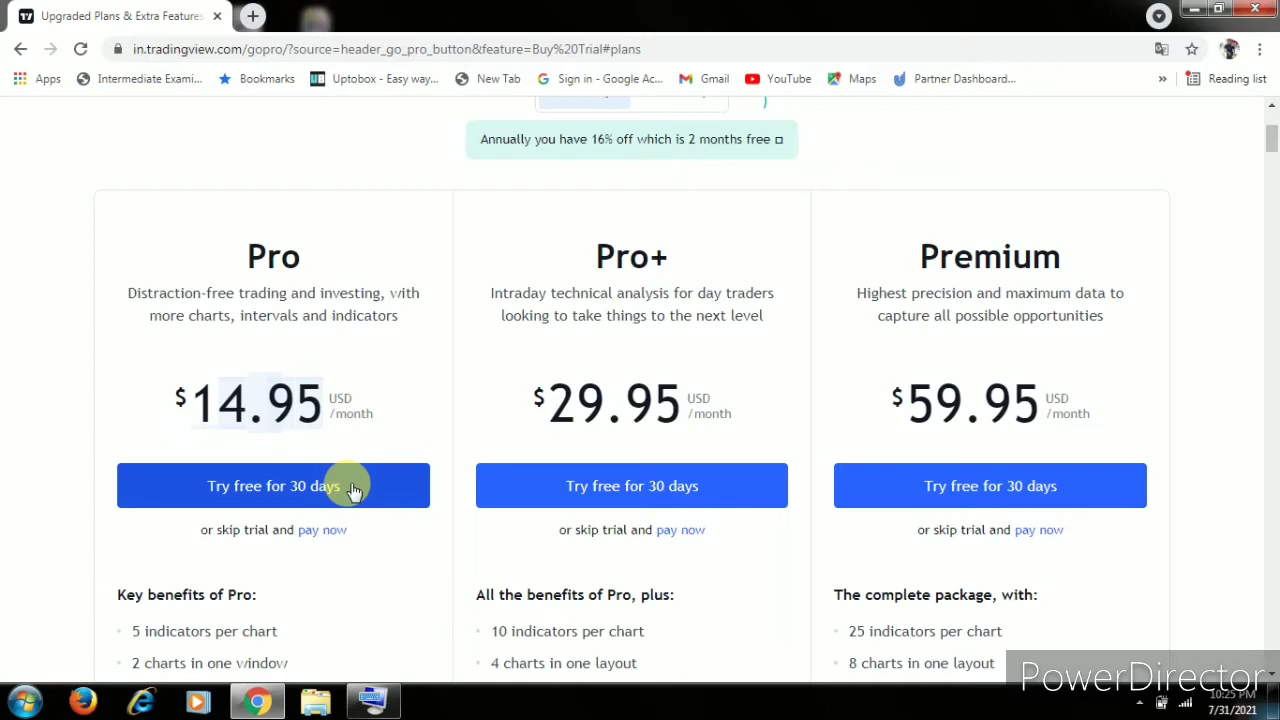 Upgraded Plans & Extra Features
in.tradingview.com/gopro/?source=header_go_pro_button&feature=Buy%20Trial#plans
Apps
Intermediate Exami...
Bookmarks
Uptobox - Easy way...
New Tab
Sign in - Google Ac...
Gmail
YouTube
Maps
Partner Dashboard...
»
Reading list
Annually you have 16% off which is 2 months free
Pro
Distraction-free trading and investing, with
more charts, intervals and indicators
$14.95 USD
/month
Try free for 30 days
or skip trial and pay now
Key benefits of Pro:
5 indicators per chart
2 charts in one window
Pro+
Intraday technical analysis for day traders
looking to take things to the next level
$29.95 USD
/month
Try free for 30 days
or skip trial and pay now
All the benefits of Pro, plus:
10 indicators per chart
4 charts in one layout
Premium
Highest precision and maximum data to
capture all possible opportunities
$59.95 USD
/month
Try free for 30 days
or skip trial and pay now
The complete package, with:
25 indicators per chart
8 charts in one layout
PowerDirector
10:25 PM
7/31/2021